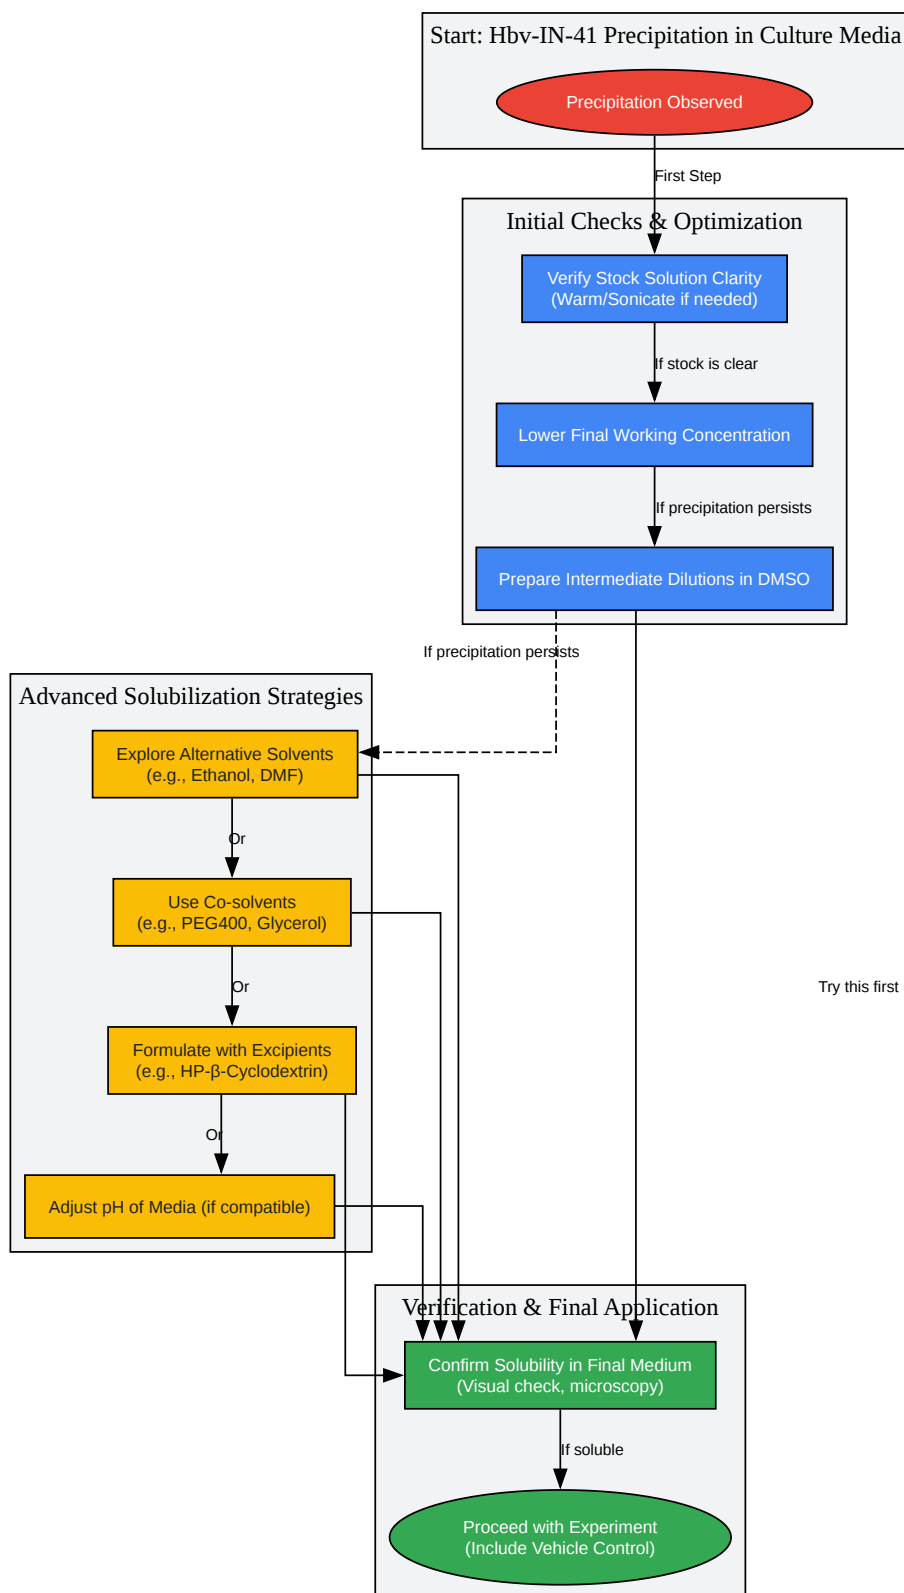 Start: Hbv-IN-41 Precipitation in Culture Media
Precipitation Observed
First Step
Initial Checks & Optimization
Verify Stock Solution Clarity
(Warm/Sonicate if needed)
If stock is clear
Lower Final Working Concentration
If precipitation persists
Prepare Intermediate Dilutions in DMSO
If precipitation persists
Advanced Solubilization Strategies
Explore Alternative Solvents
(e.g., Ethanol, DMF)
Or
Use Co-solvents
(e.g., PEG400, Glycerol)
Or
Try this first
Formulate with Excipients
(e.g., HP-β-Cyclodextrin)
Or
Adjust pH of Media (if compatible)
Verification & Final Application
Confirm Solubility in Final Medium
(Visual check, microscopy)
If soluble
Proceed with Experiment
(Include Vehicle Control)